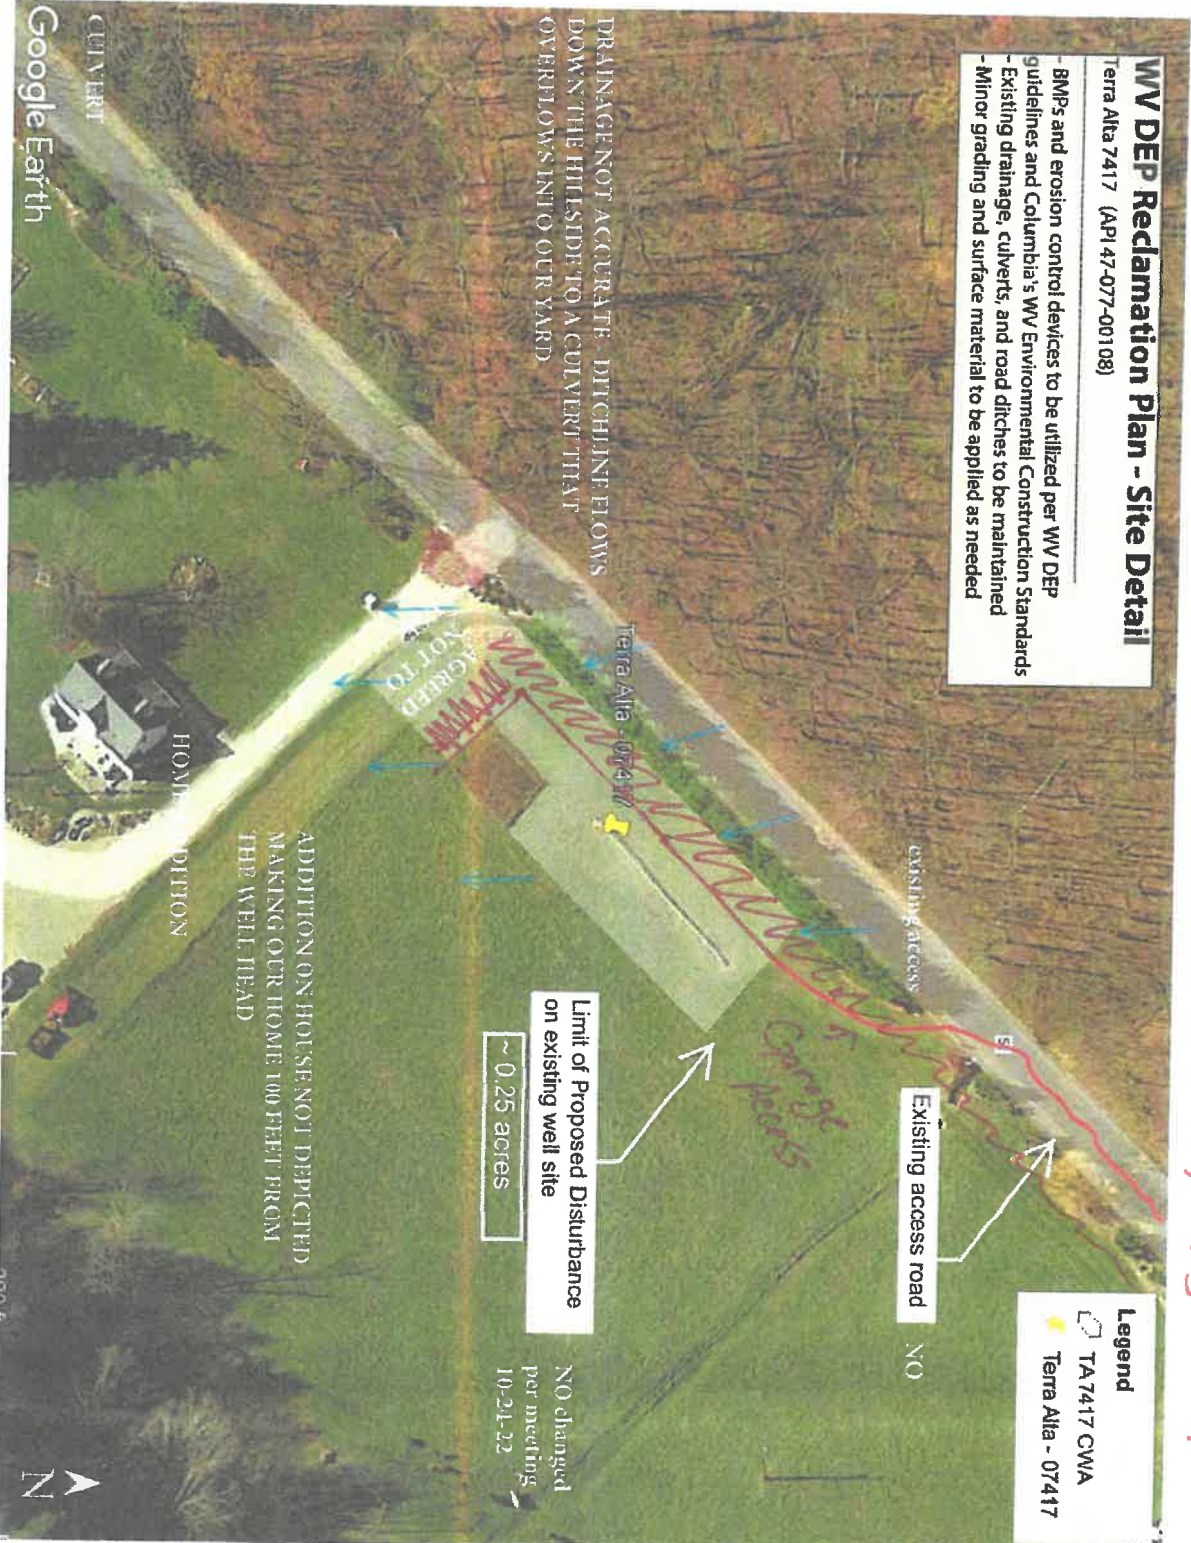 WV DEP Reclamation Plan - Site Detail
Terra Alta 7417 (API 47-077-00108)
- BMPs and erosion control devices to be utilized per WV DEP
guidelines and Columbia's WV Environmental Construction Standards
- Existing drainage, culverts, and road ditches to be maintained
- Minor grading and surface material to be applied as needed
Legend
TA 7417 CWA
Terra Alta - 07417
Existing access road
NO
existing access
51
Garage
Access
Terra Alta - 07417
DRAINAGE NOT ACCURATE DITCHLINE FLOWS
DOWN THE HILLSIDE TO A CULVERT THAT
OVERFLOWS INTO OUR YARD
Limit of Proposed Disturbance
on existing well site
~ 0.25 acres
NO changed
per meeting
10-24-22
AGREED
NOT TO
ADDITION ON HOUSE NOT DEPICTED
MAKING OUR HOME 100 FEET FROM
THE WELL HEAD
HOME DITION
CULVERT
Google Earth
N